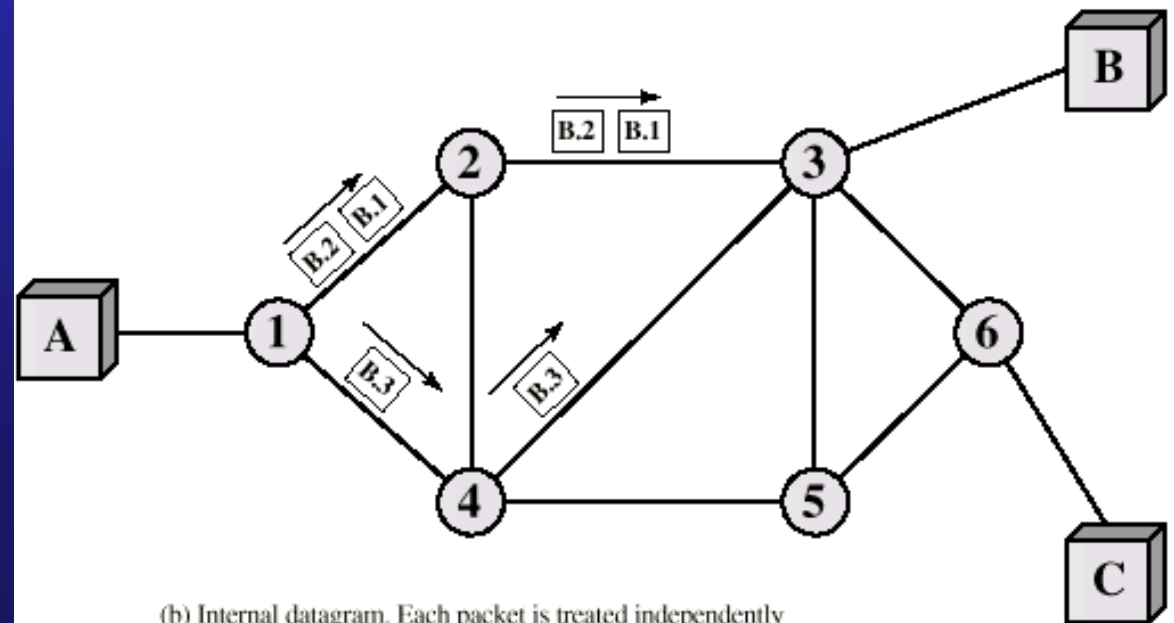 B
B.2 B.1
2
3
B.1
B.2
A
1
6
B.3
B.3
4
5
C
(b) Internal datagram. Each packet is treated independently